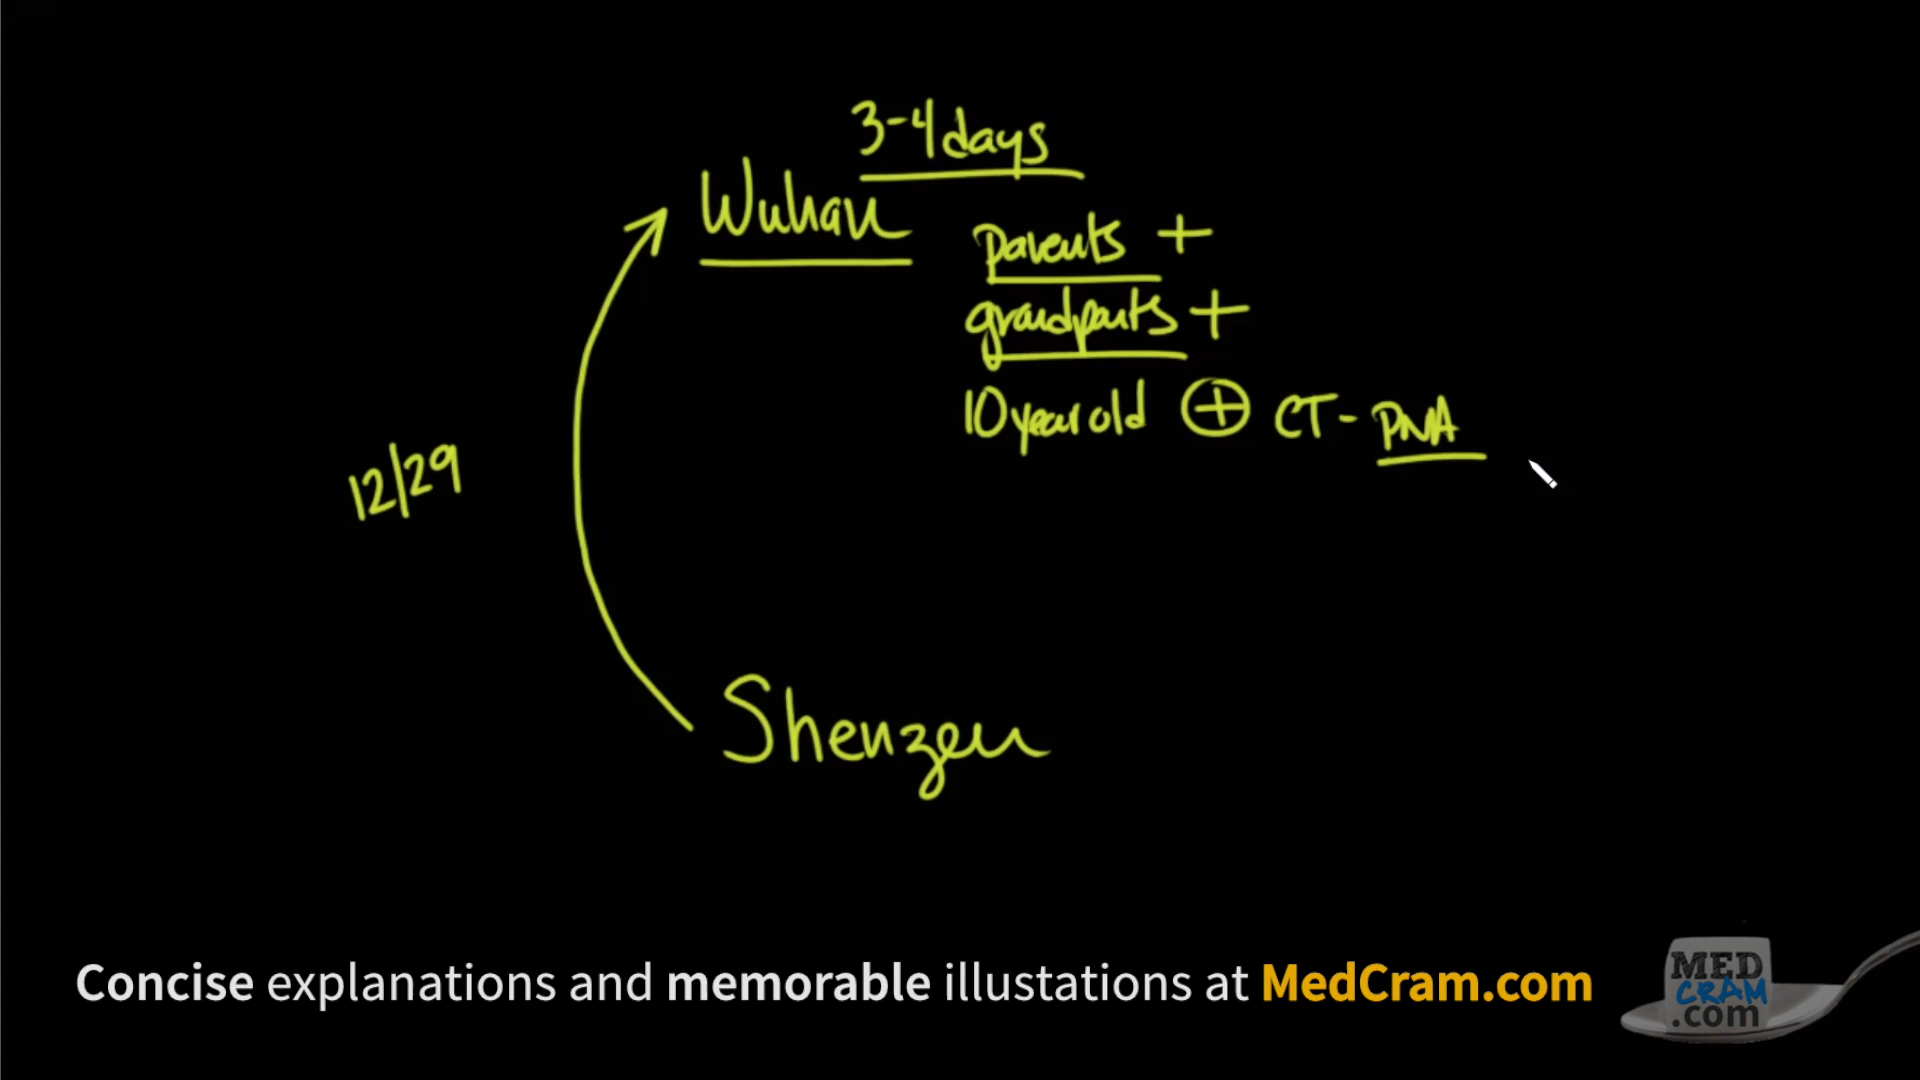 3-4 days
Wuhan
parents +
grandparts +
10 year old + CT - PNA
12/29
Shenzen
Concise explanations and memorable illustations at MedCram.com
MED
CRAM
.com